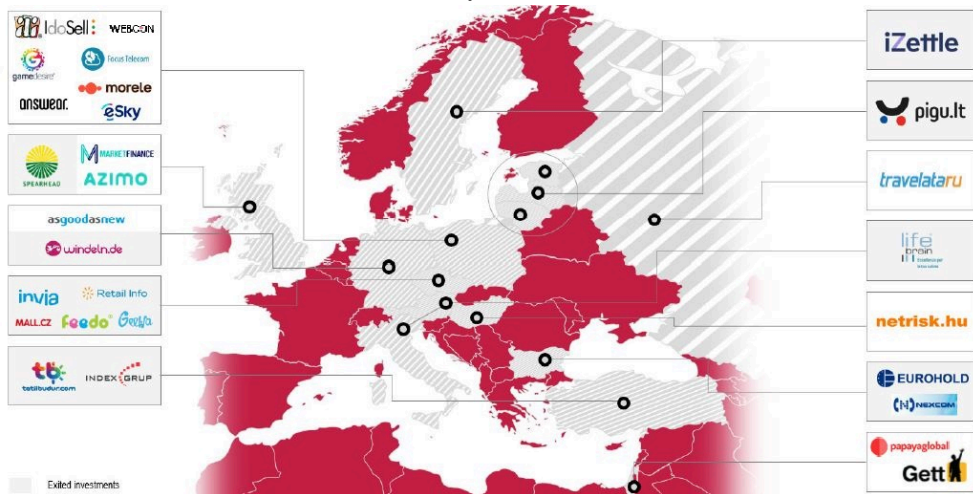 IdoSell
WEBCON
gamedesire
Focus Telecom
morele
answear.
eSky
SPEARHEAD
MARKETFINANCE
AZIMO
asgoodasnew
windeln.de
invia
Retail Info
MALL.CZ
feedo
Geewa
tatilbudur.com
INDEX GRUP
Exited investments
iZettle
pigu.lt
travelataru
life
brain
netrisk.hu
EUROHOLD
NEXCOM
papayaglobal
Gett